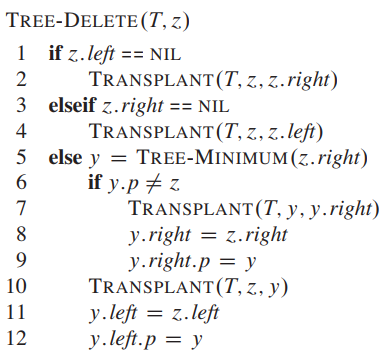 TREE-DELETE(T, z)
1 if z.left == NIL
2 TRANSPLANT(T, z, z.right)
3 elseif z.right == NIL
4 TRANSPLANT(T, z, z.left)
5 else y = TREE-MINIMUM(z.right)
6 if y.p ≠ z
7 TRANSPLANT(T, y, y.right)
8 y.right = z.right
9 y.right.p = y
10 TRANSPLANT(T, z, y)
11 y.left = z.left
12 y.left.p = y